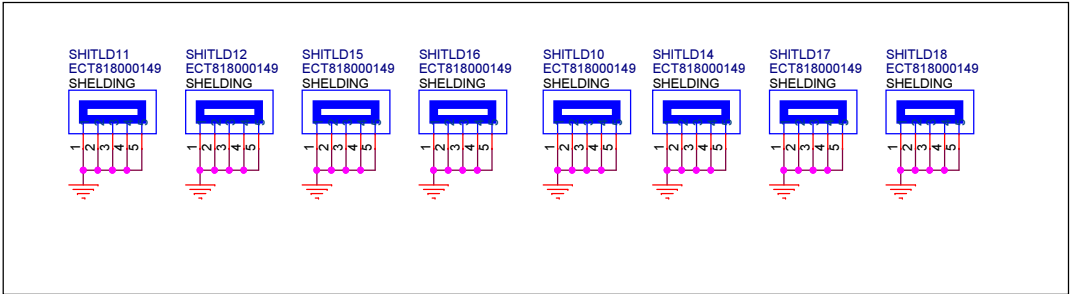 SHITLD11 SHITLD12 SHITLD15 SHITLD16 SHITLD10 SHITLD14 SHITLD17 SHITLD18
ECT818000149 ECT818000149 ECT818000149 ECT818000149 ECT818000149 ECT818000149 ECT818000149 ECT818000149
SHELDING SHELDING SHELDING SHELDING SHELDING SHELDING SHELDING SHELDING
1 2 3 4 5 1 2 3 4 5 1 2 3 4 5 1 2 3 4 5 1 2 3 4 5 1 2 3 4 5 1 2 3 4 5 1 2 3 4 5